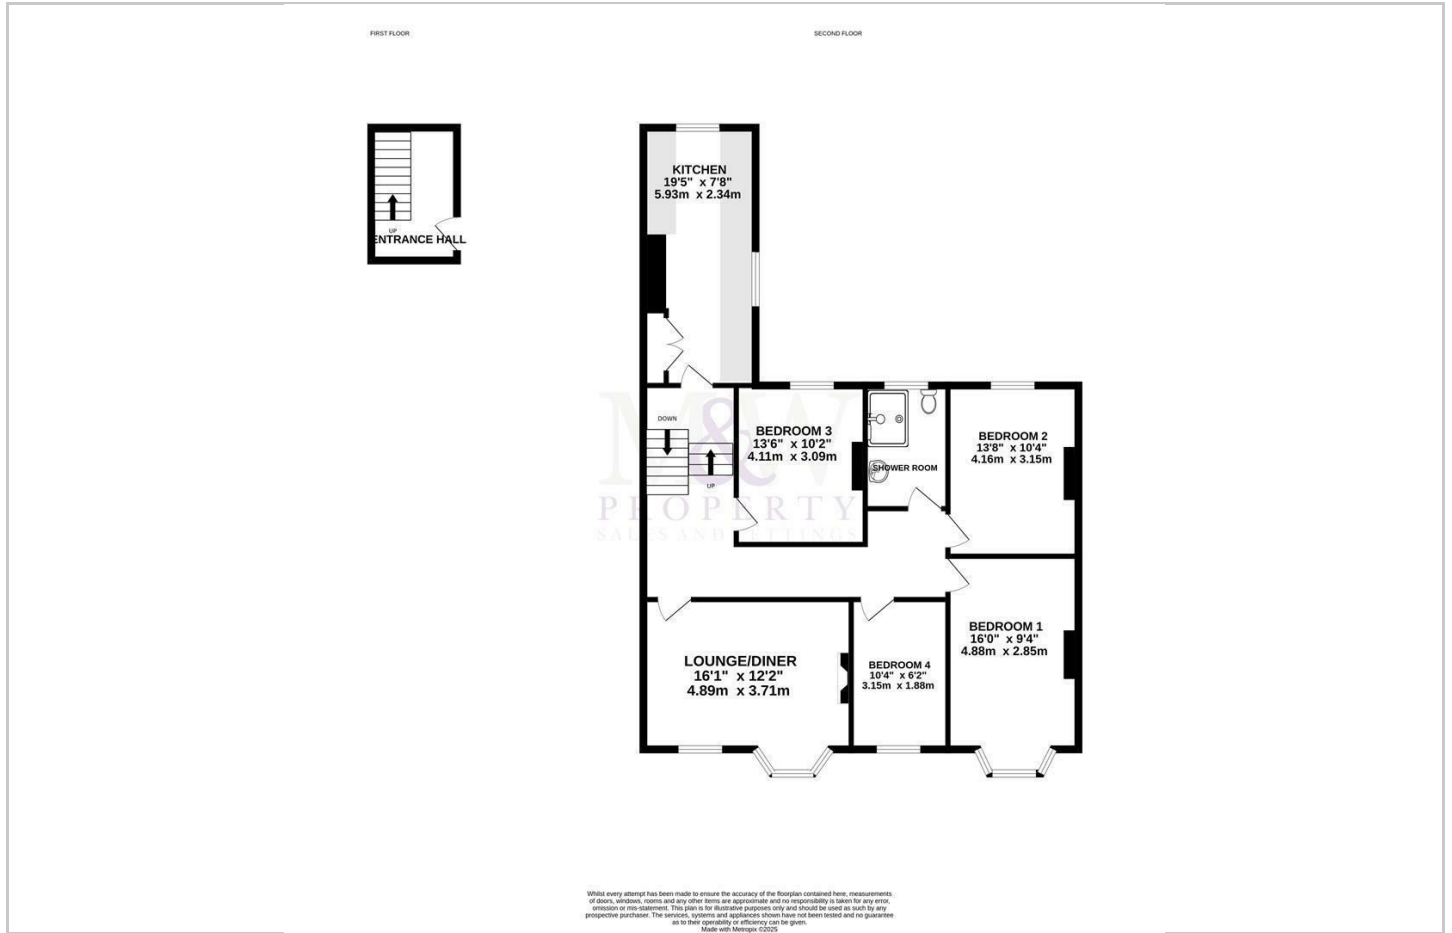 FIRST FLOOR
SECOND FLOOR
UP
ENTRANCE HALL
KITCHEN
19'5" x 7'8"
5.93m x 2.34m
DOWN
UP
BEDROOM 3
13'6" x 10'2"
4.11m x 3.09m
SHOWER ROOM
BEDROOM 2
13'8" x 10'4"
4.16m x 3.15m
M&W
PROPERTY
SALES AND LETTINGS
LOUNGE/DINER
16'1" x 12'2"
4.89m x 3.71m
BEDROOM 4
10'4" x 6'2"
3.15m x 1.88m
BEDROOM 1
16'0" x 9'4"
4.88m x 2.85m
Whilst every attempt has been made to ensure the accuracy of the floorplan contained here, measurements
of doors, windows, rooms and any other items are approximate and no responsibility is taken for any error,
omission or mis-statement. This plan is for illustrative purposes only and should be used as such by any
prospective purchaser. The services, systems and appliances shown have not been tested and no guarantee
as to their operability or efficiency can be given.
Made with Metropix ©2025